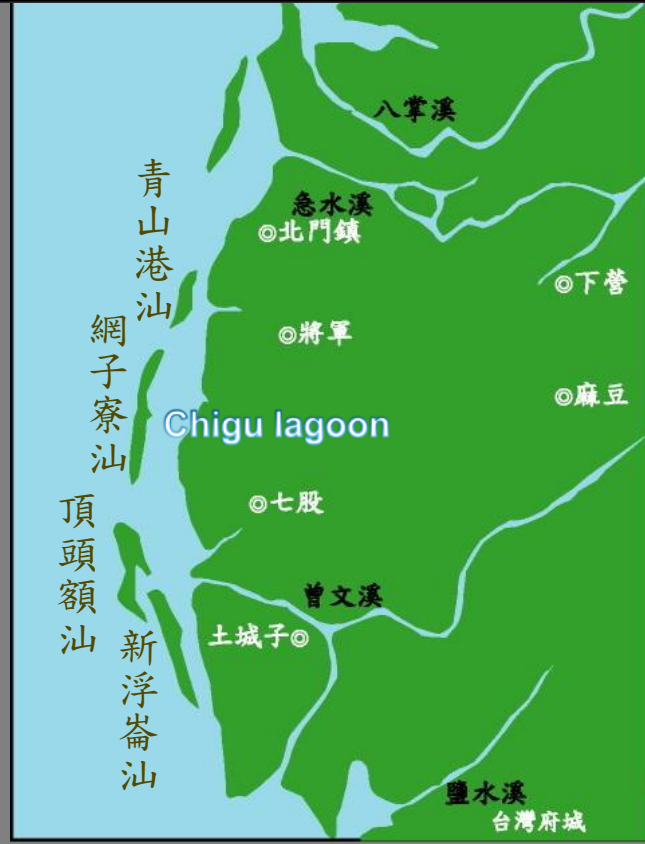 八掌溪
青山港汕
急水溪
◎北門鎮
◎下營
網子寮汕
◎將軍
◎麻豆
Chigu lagoon
頂頭額汕
◎七股
曾文溪
土城子◎
新浮崙汕
鹽水溪
台灣府城